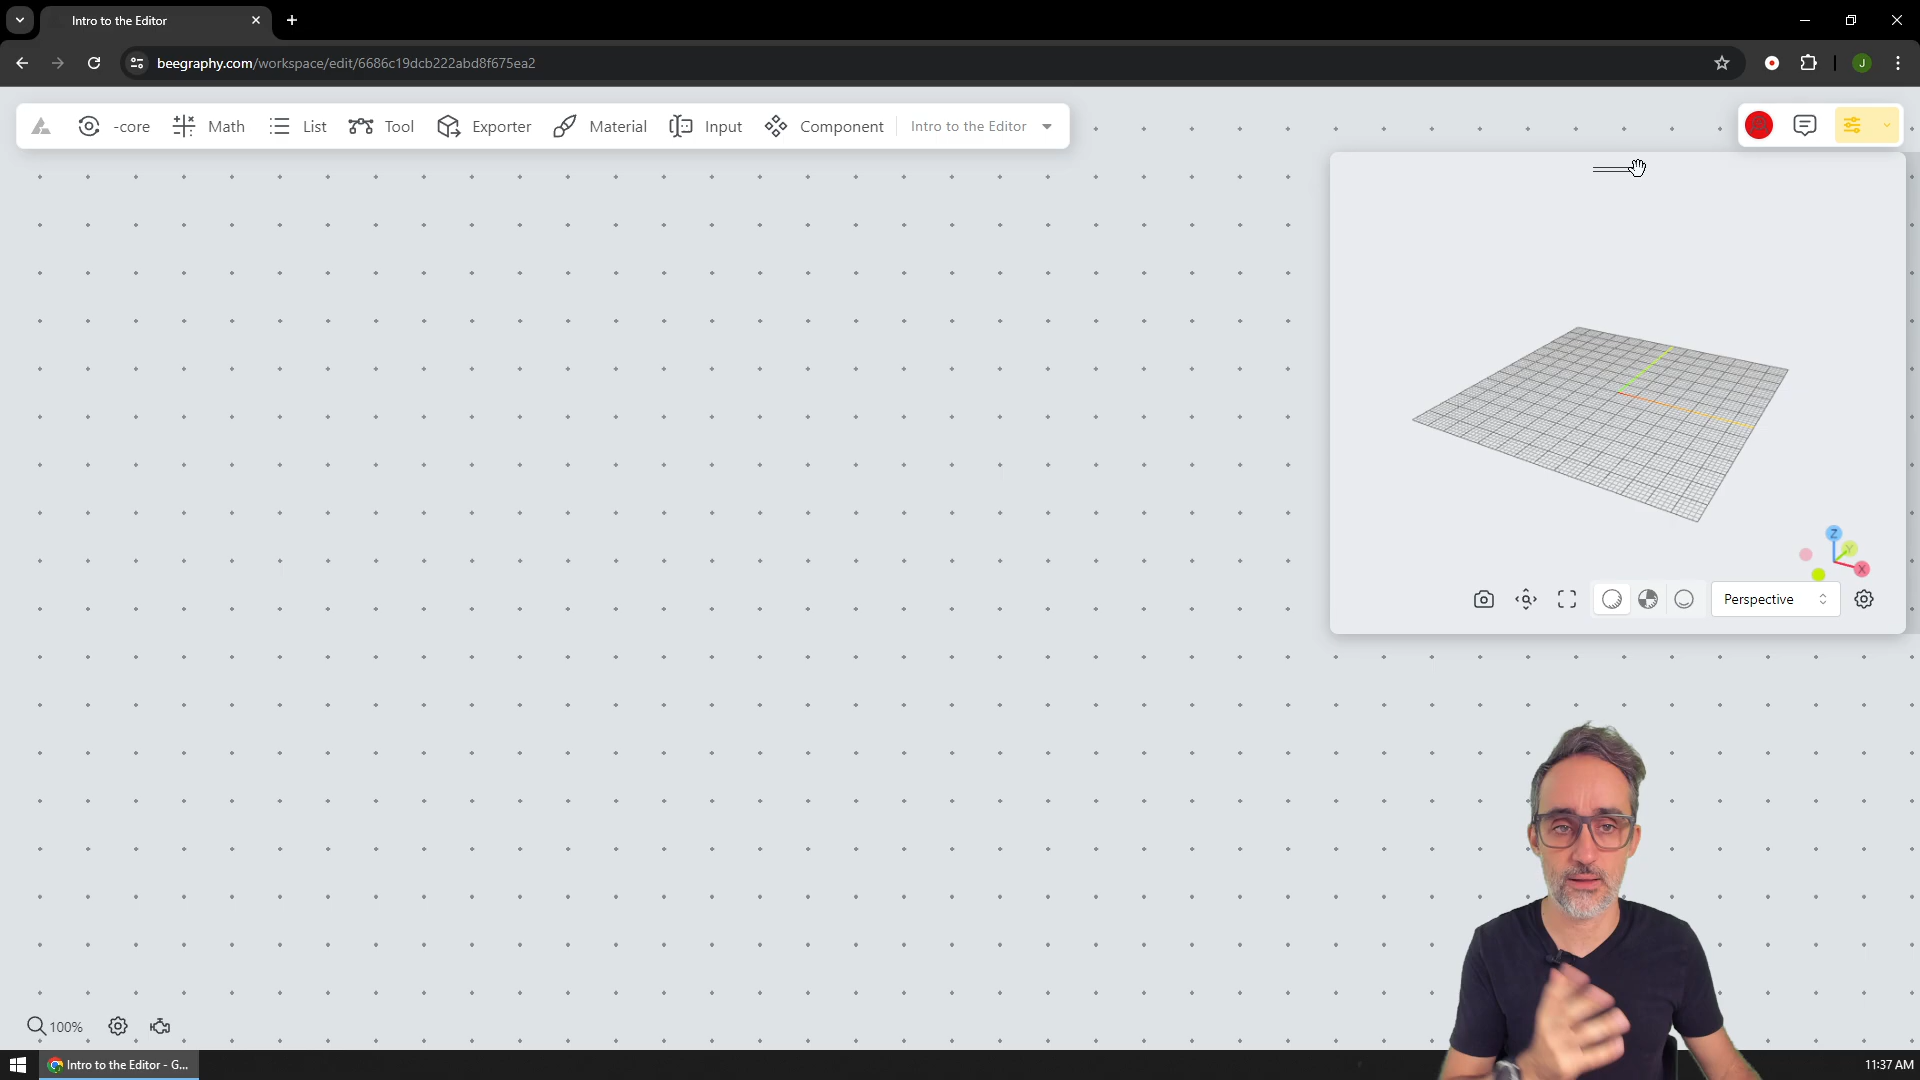 Intro to the Editor
beegraphy.com/workspace/edit/6686c19dcb222abd8f675ea2
J
-core
Math
List
Tool
Exporter
Material
Input
Component
Intro to the Editor
Z
Y
X
Perspective
100%
Intro to the Editor - G...
11:37 AM